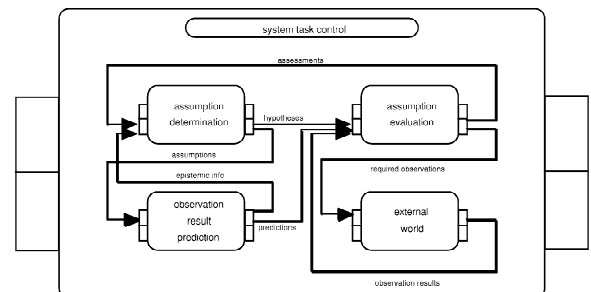 system task control
assessments
assumption
determination
hypotheses
assumption
evaluation
assumptions
required observations
epistemic info
observation
result
prediction
predictions
external
world
observation results